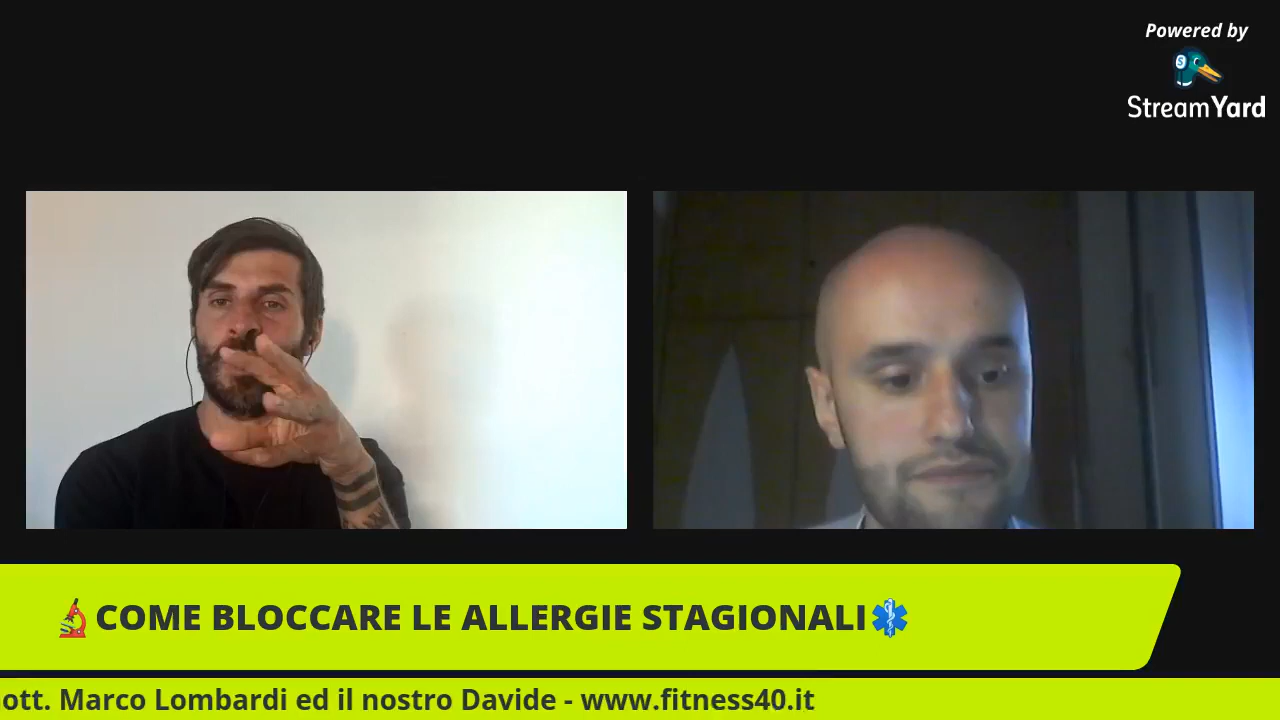 Powered by
StreamYard
COME BLOCCARE LE ALLERGIE STAGIONALI
ott. Marco Lombardi ed il nostro Davide - www.fitness40.it